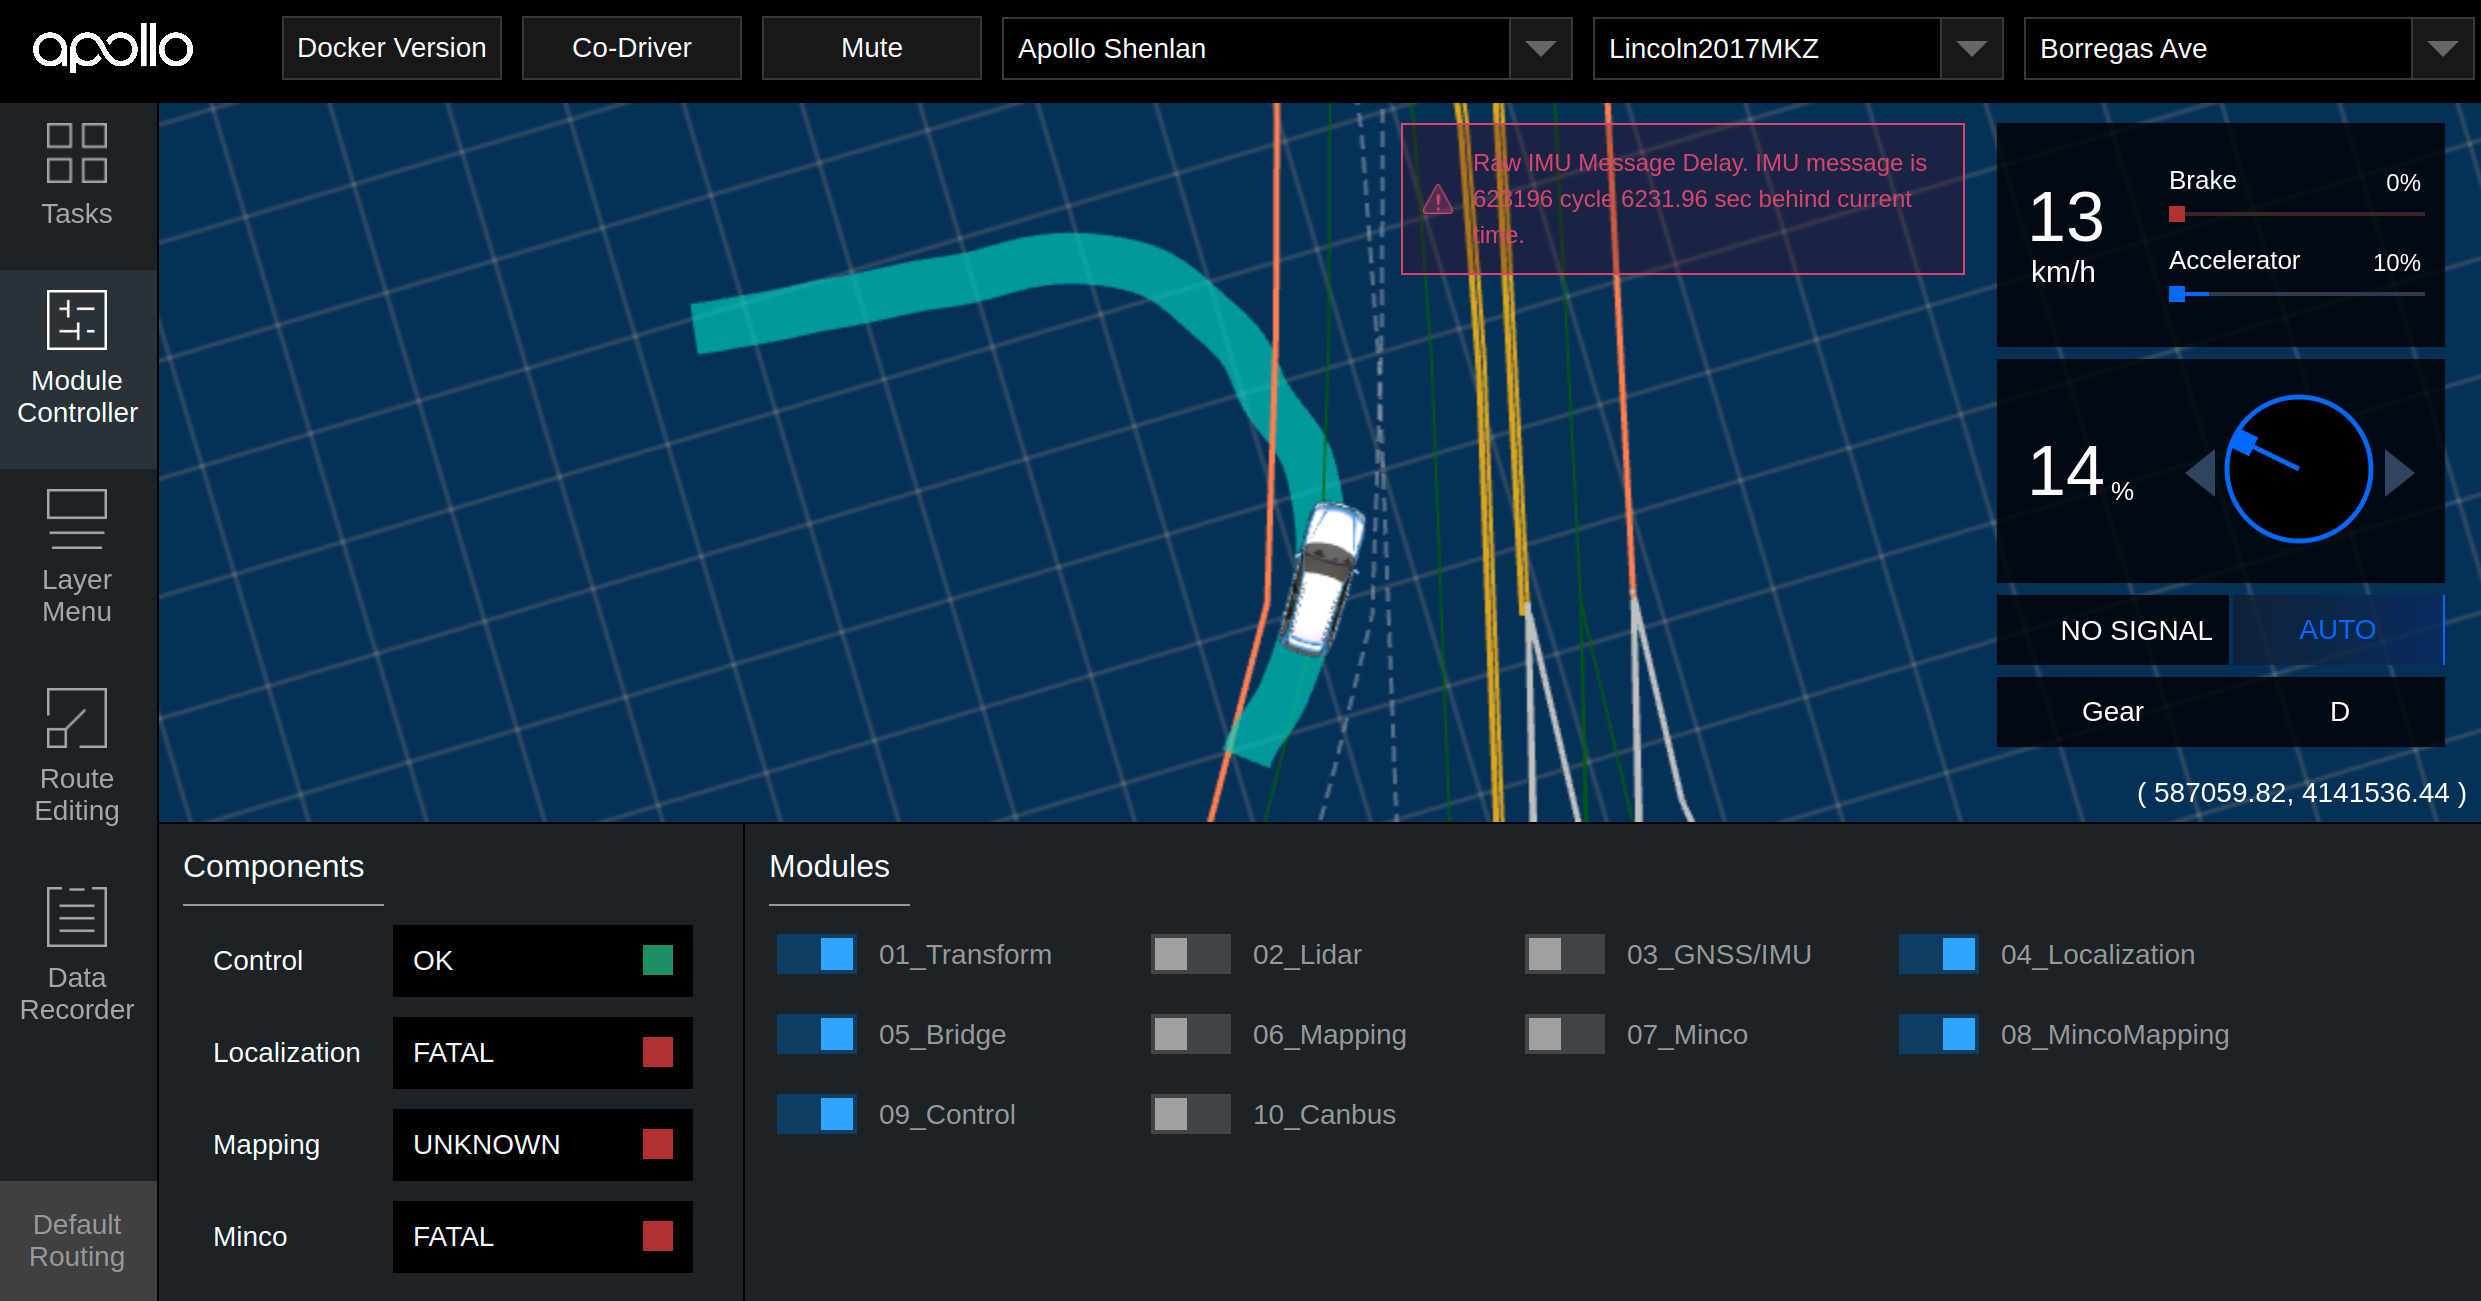 apollo
Docker Version
Co-Driver
Mute
Apollo Shenlan
Lincoln2017MKZ
Borregas Ave
Tasks
Module
Controller
Layer
Menu
Route
Editing
Data
Recorder
Default
Routing
Raw IMU Message Delay. IMU message is
623196 cycle 6231.96 sec behind current
time.
13
km/h
Brake
0%
Accelerator
10%
14 %
NO SIGNAL
AUTO
Gear
D
( 587059.82, 4141536.44 )
Components
Control
OK
Localization
FATAL
Mapping
UNKNOWN
Minco
FATAL
Modules
01_Transform
02_Lidar
03_GNSS/IMU
04_Localization
05_Bridge
06_Mapping
07_Minco
08_MincoMapping
09_Control
10_Canbus